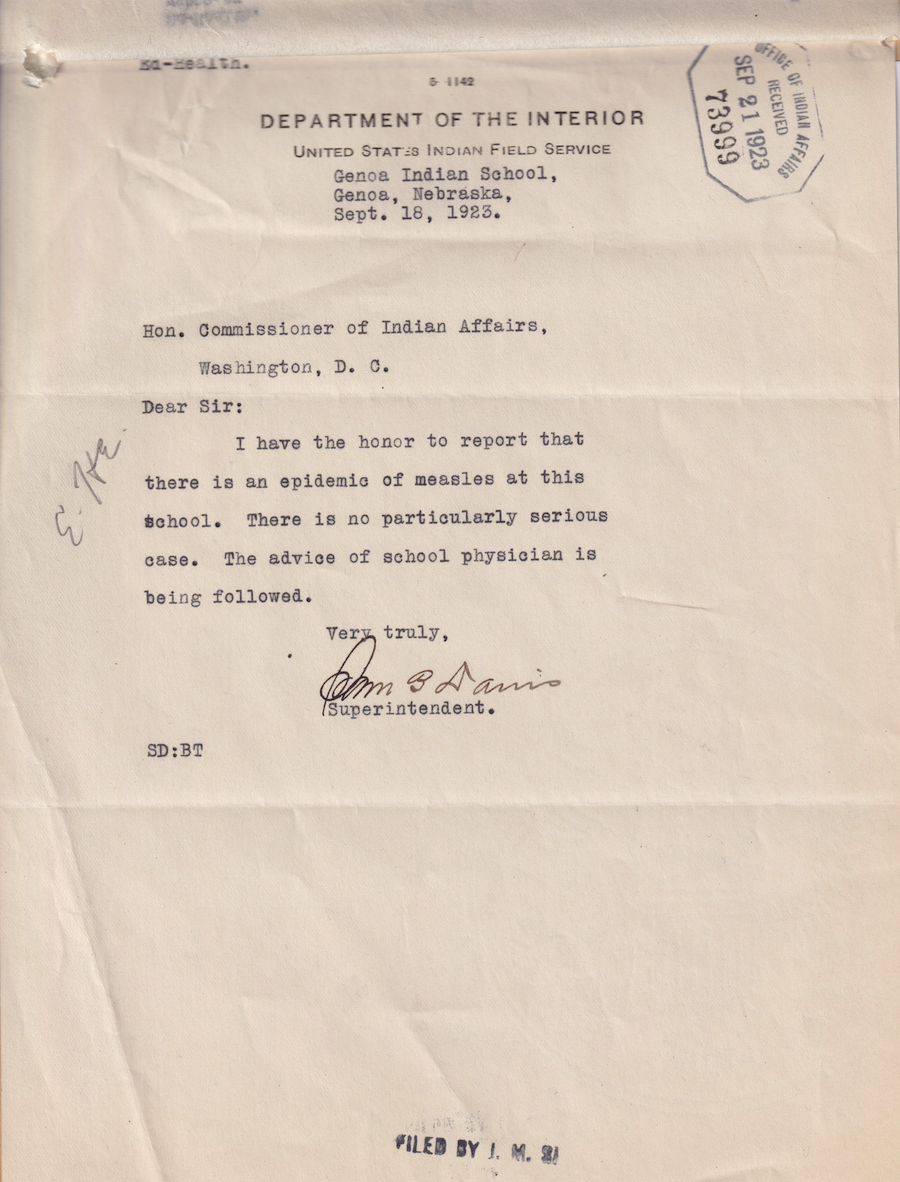 Ed-Health.
5-1142
DEPARTMENT OF THE INTERIOR
UNITED STATES INDIAN FIELD SERVICE
Genoa Indian School,
Genoa, Nebraska,
Sept. 18, 1923.
OFFICE OF INDIAN AFFAIRS
RECEIVED
SEP 21 1923
73999
Hon. Commissioner of Indian Affairs,
Washington, D. C.
Dear Sir:
I have the honor to report that
there is an epidemic of measles at this
school. There is no particularly serious
case. The advice of school physician is
being followed.
Very truly,
Sam B Davis
Superintendent.
SD:BT
FILED BY J. M.